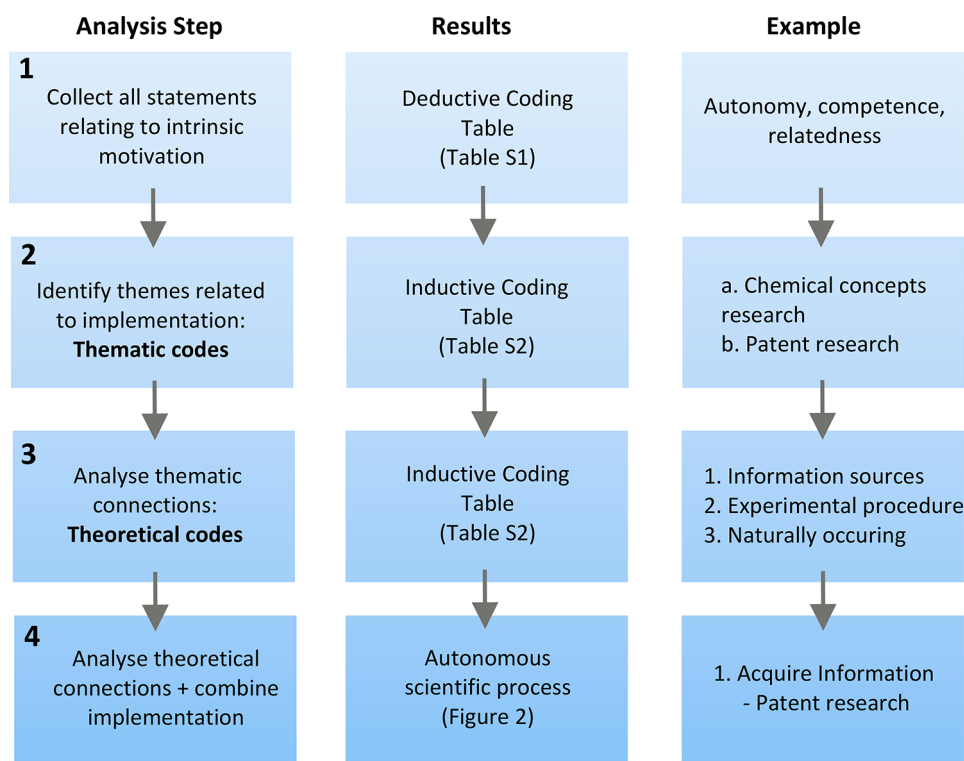 Analysis Step
Results
Example
1
Collect all statements
relating to intrinsic
motivation
Deductive Coding
Table
(Table S1)
Autonomy, competence,
relatedness
2
Identify themes related
to implementation:
Thematic codes
Inductive Coding
Table
(Table S2)
a. Chemical concepts
research
b. Patent research
3
Analyse thematic
connections:
Theoretical codes
Inductive Coding
Table
(Table S2)
1. Information sources
2. Experimental procedure
3. Naturally occuring
4
Analyse theoretical
connections + combine
implementation
Autonomous
scientific process
(Figure 2)
1. Acquire Information
- Patent research